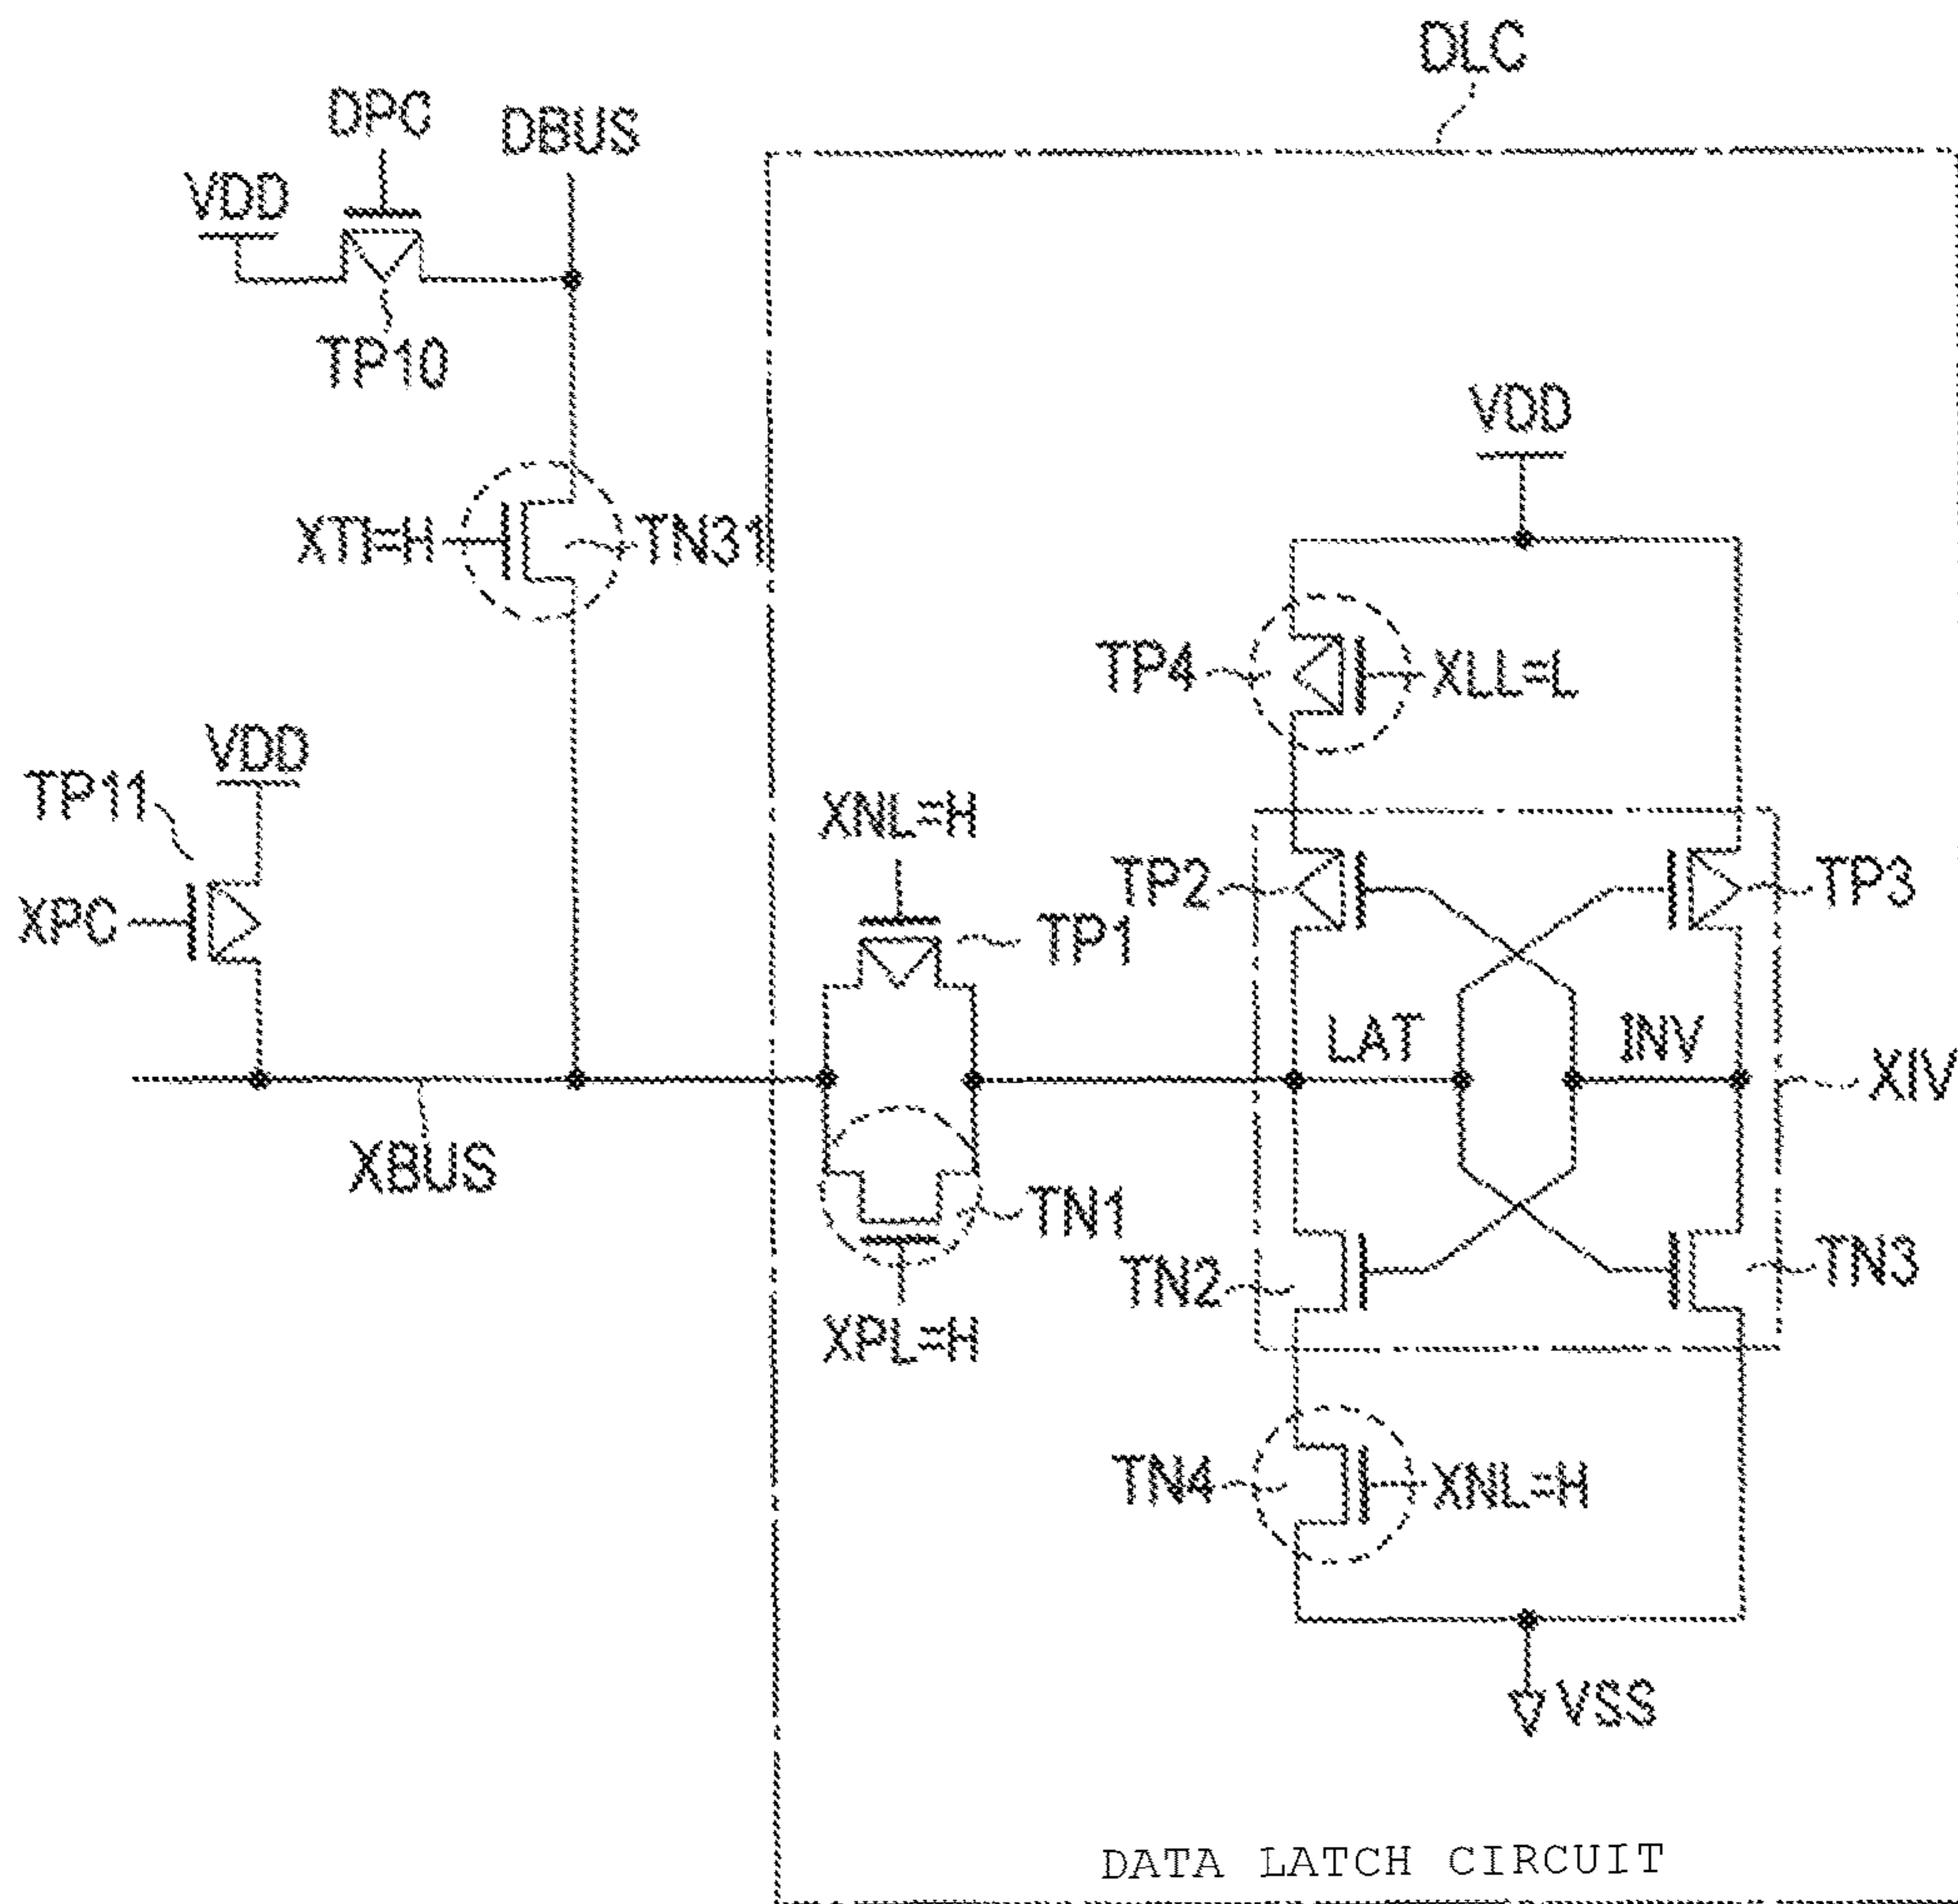 DLC
DPC
DBUS
VDD
TP10
VDD
XTI=H
TN31
TP4
XLL=L
VDD
TP11
XNL=H
TP2
TP3
XPC
TP1
LAT
INV
XIV
XBUS
TN1
TN2
TN3
XPL=H
TN4
XNL=H
VSS
DATA LATCH CIRCUIT